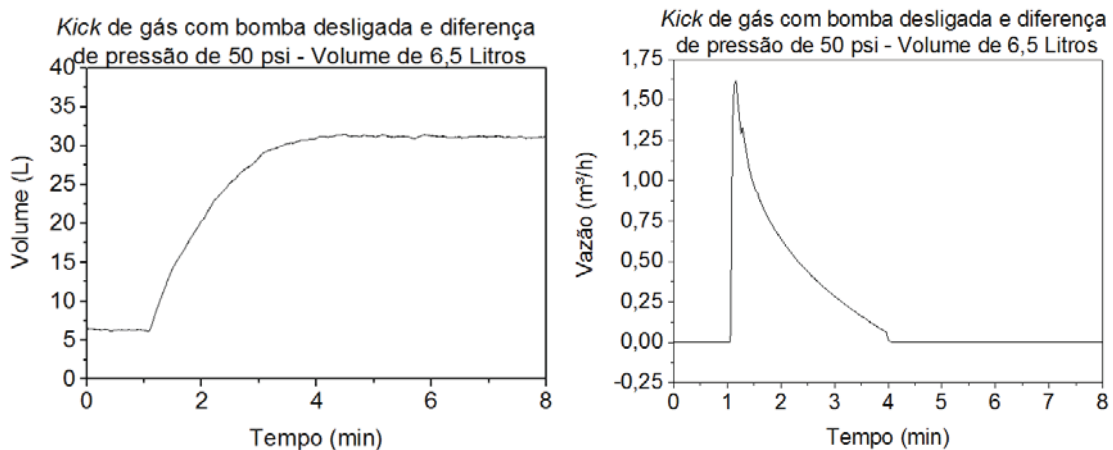 Kick de gás com bomba desligada e diferença
de pressão de 50 psi - Volume de 6,5 Litros
40
35
30
25
20
15
10
5
0
Volume (L)
0 2 4 6 8
Tempo (min)
Kick de gás com bomba desligada e diferença
de pressão de 50 psi - Volume de 6,5 Litros
1,75
1,50
1,25
1,00
0,75
0,50
0,25
0,00
-0,25
Vazão (m³/h)
0 1 2 3 4 5 6 7 8
Tempo (min)